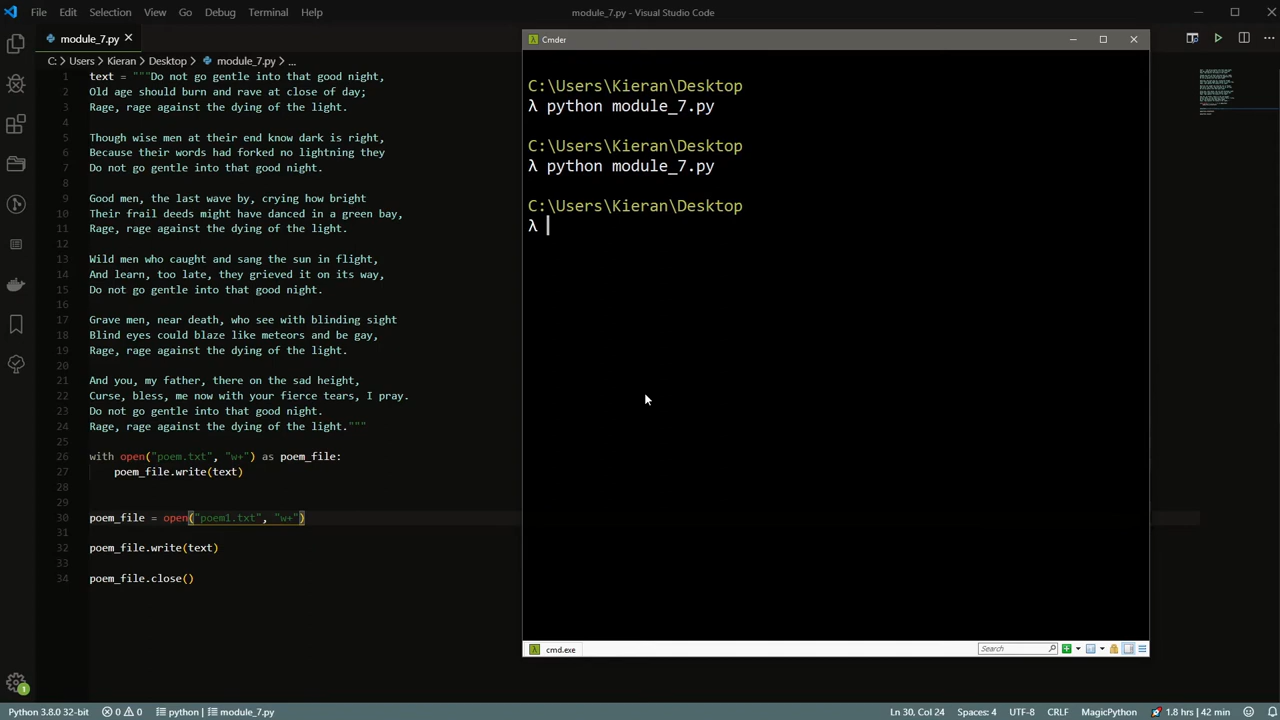 File Edit Selection View Go Debug Terminal Help
module_7.py - Visual Studio Code
module_7.py
C: > Users > Kieran > Desktop > module_7.py > ...
1 text = """Do not go gentle into that good night,
2 Old age should burn and rave at close of day;
3 Rage, rage against the dying of the light.
4
5 Though wise men at their end know dark is right,
6 Because their words had forked no lightning they
7 Do not go gentle into that good night.
8
9 Good men, the last wave by, crying how bright
10 Their frail deeds might have danced in a green bay,
11 Rage, rage against the dying of the light.
12
13 Wild men who caught and sang the sun in flight,
14 And learn, too late, they grieved it on its way,
15 Do not go gentle into that good night.
16
17 Grave men, near death, who see with blinding sight
18 Blind eyes could blaze like meteors and be gay,
19 Rage, rage against the dying of the light.
20
21 And you, my father, there on the sad height,
22 Curse, bless, me now with your fierce tears, I pray.
23 Do not go gentle into that good night.
24 Rage, rage against the dying of the light."""
25
26 with open("poem.txt", "w+") as poem_file:
27 poem_file.write(text)
28
29
30 poem_file = open("poem1.txt", "w+")
31
32 poem_file.write(text)
33
34 poem_file.close()
Cmder
C:\Users\Kieran\Desktop
λ python module_7.py
C:\Users\Kieran\Desktop
λ python module_7.py
C:\Users\Kieran\Desktop
λ
cmd.exe
Search
1
Python 3.8.0 32-bit 0 0 python | module_7.py
Ln 30, Col 24 Spaces: 4 UTF-8 CRLF MagicPython 1.8 hrs | 42 min